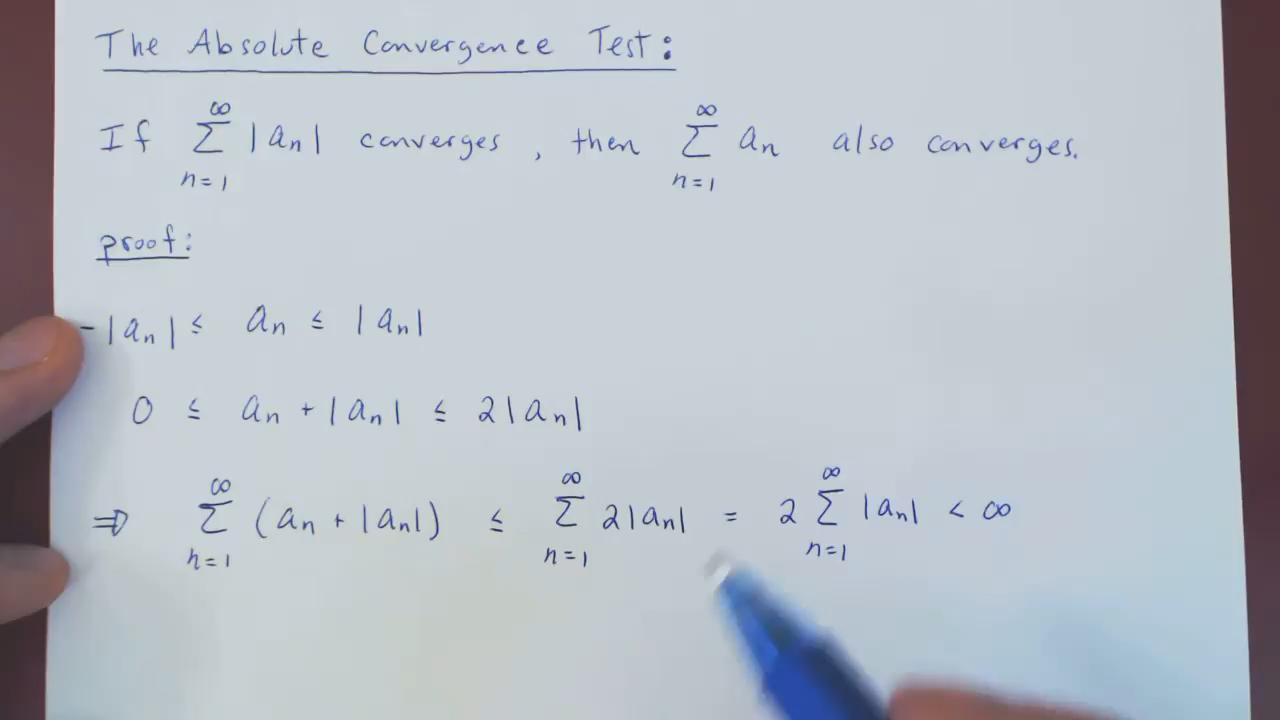 The Absolute Convergence Test:
If ∑_{n=1}^{∞} |a_n| converges, then ∑_{n=1}^{∞} a_n also converges.
proof:
-|a_n| ≤ a_n ≤ |a_n|
0 ≤ a_n + |a_n| ≤ 2|a_n|
⇒ ∑_{n=1}^{∞} (a_n + |a_n|) ≤ ∑_{n=1}^{∞} 2|a_n| = 2 ∑_{n=1}^{∞} |a_n| < ∞